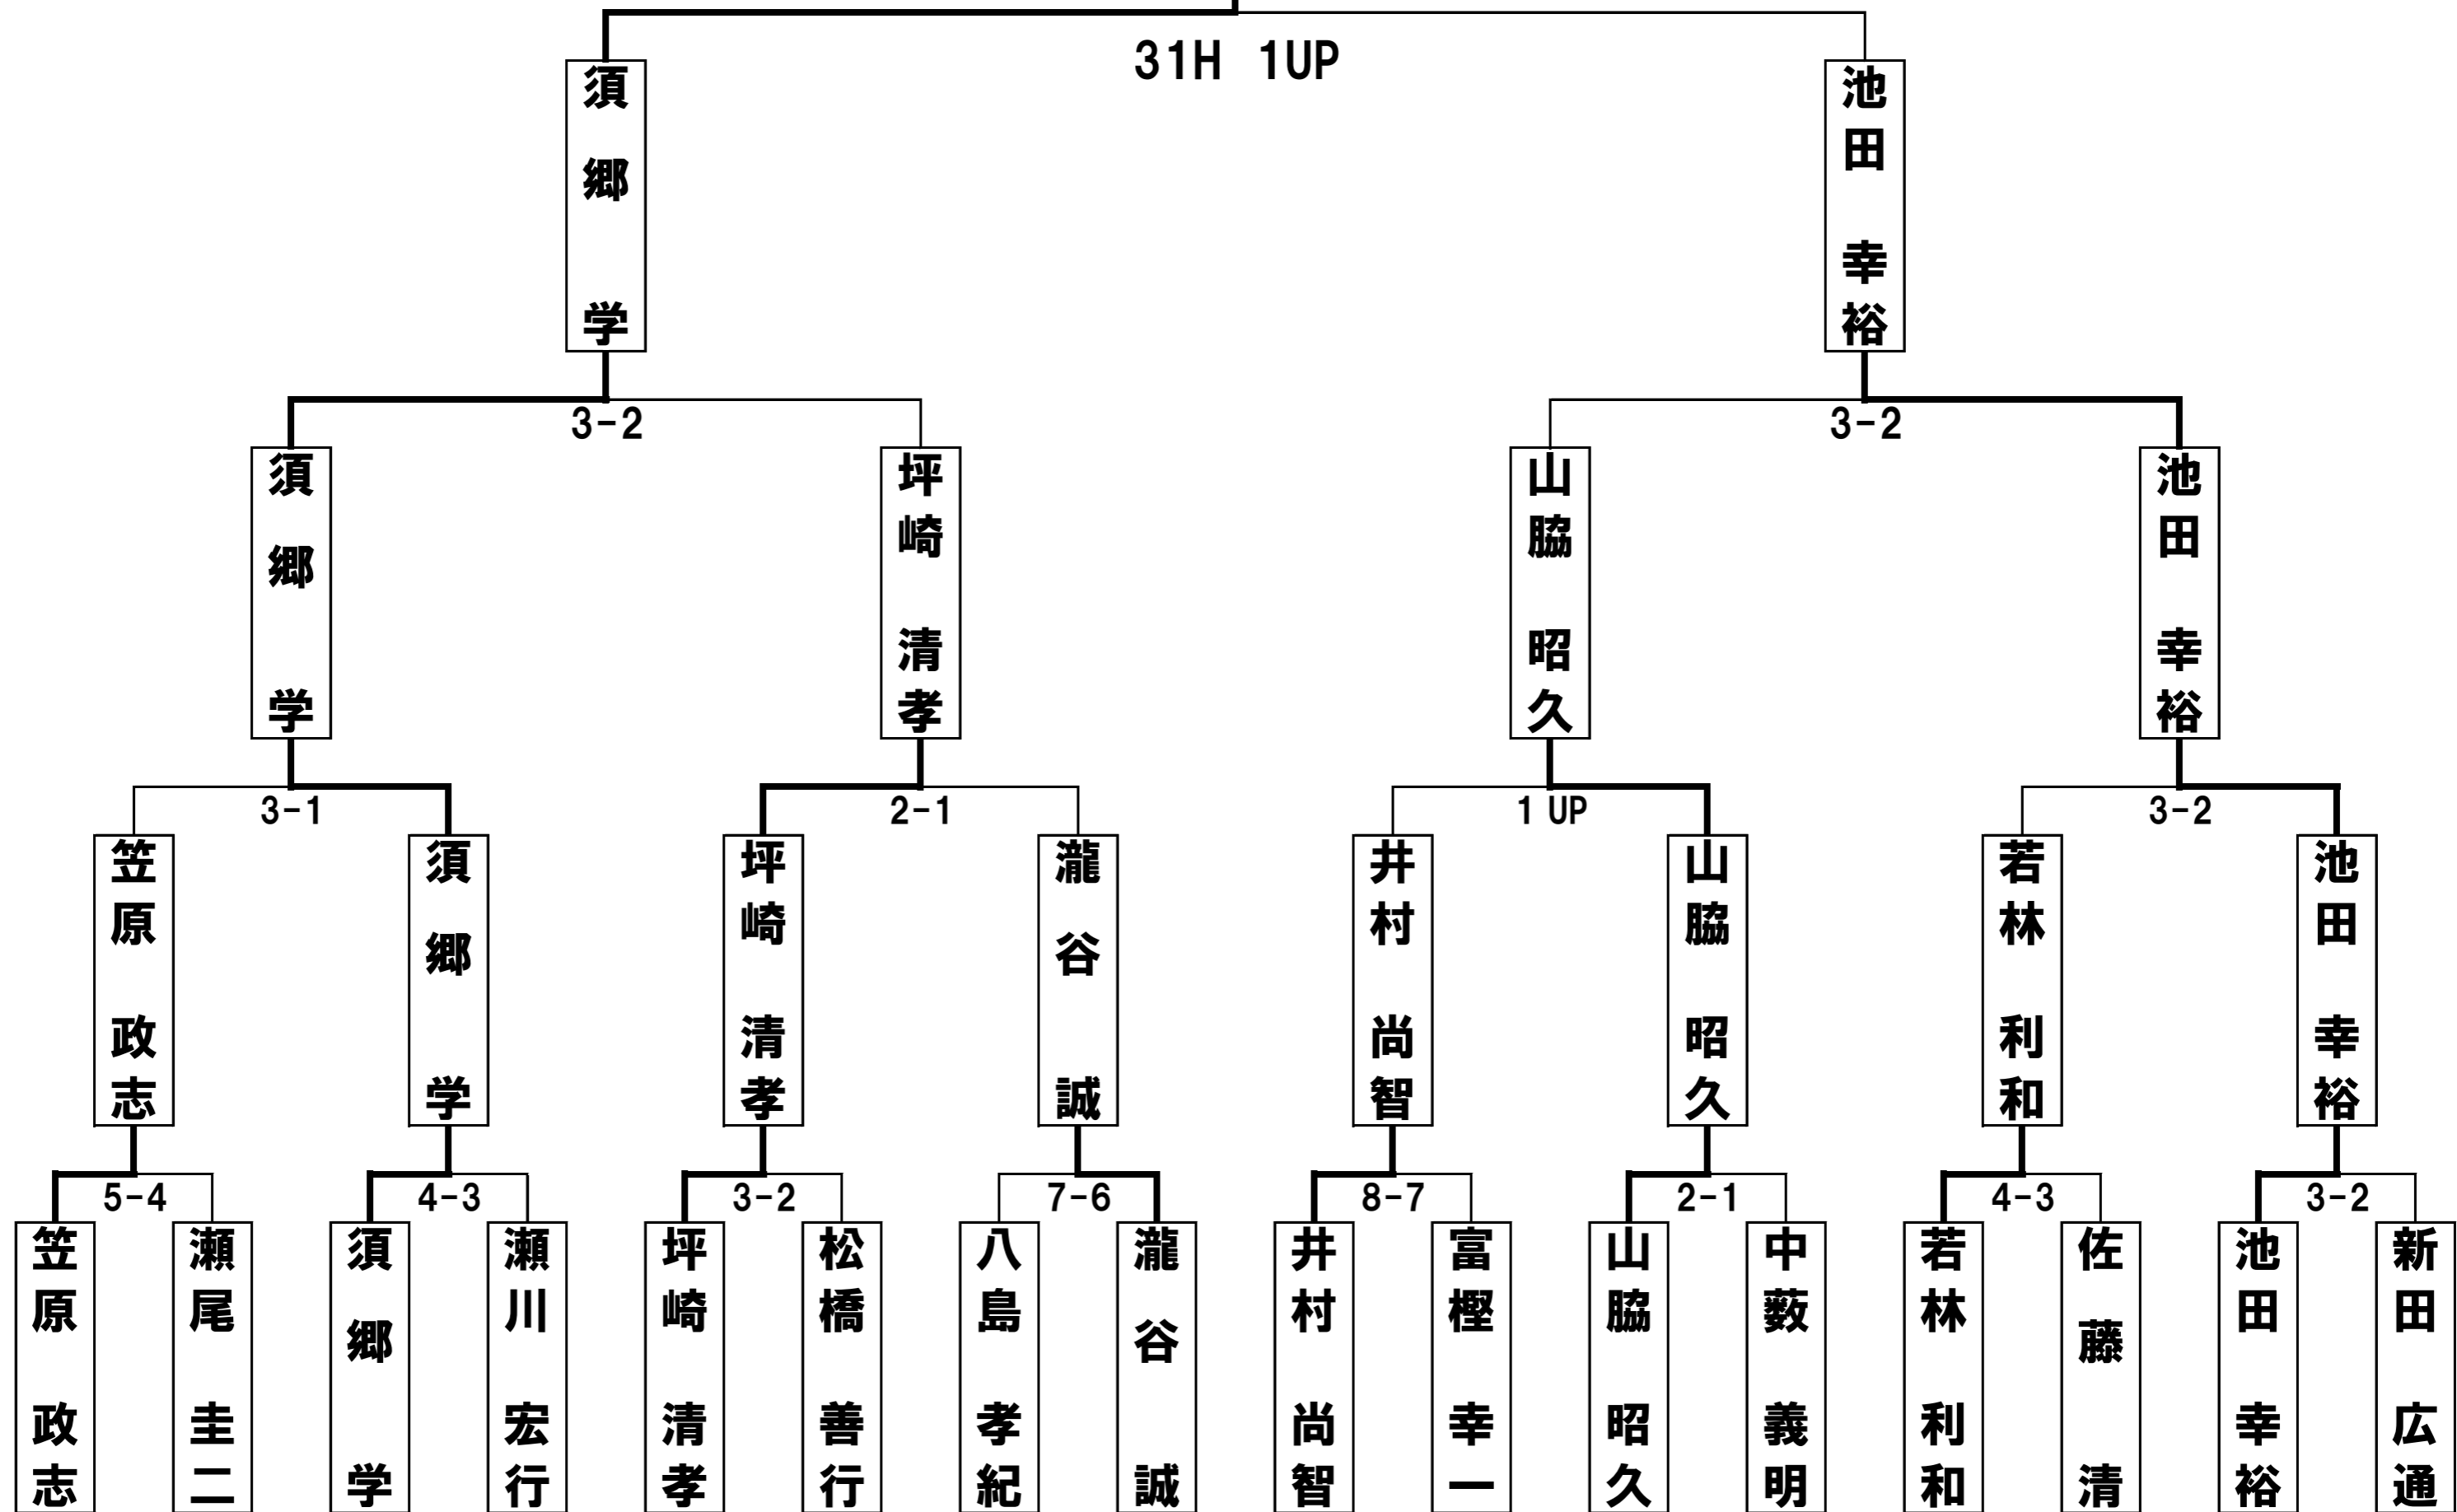 31H 1UP
須郷 学
池田 幸裕
3-2
3-2
須郷 学
坪崎 清孝
山脇 昭久
池田 幸裕
3-1
2-1
1 UP
3-2
笠原 政志
須郷 学
坪崎 清孝
瀧谷 誠
井村 尚智
山脇 昭久
若林 利和
池田 幸裕
5-4
4-3
3-2
7-6
8-7
2-1
4-3
3-2
笠原 政志
瀬尾 圭二
須郷 学
瀬川 宏行
坪崎 清孝
松橋 善行
八島 孝紀
瀧谷 誠
井村 尚智
富樫 幸一
山脇 昭久
中薮 義明
若林 利和
佐藤 清
池田 幸裕
新田 広通